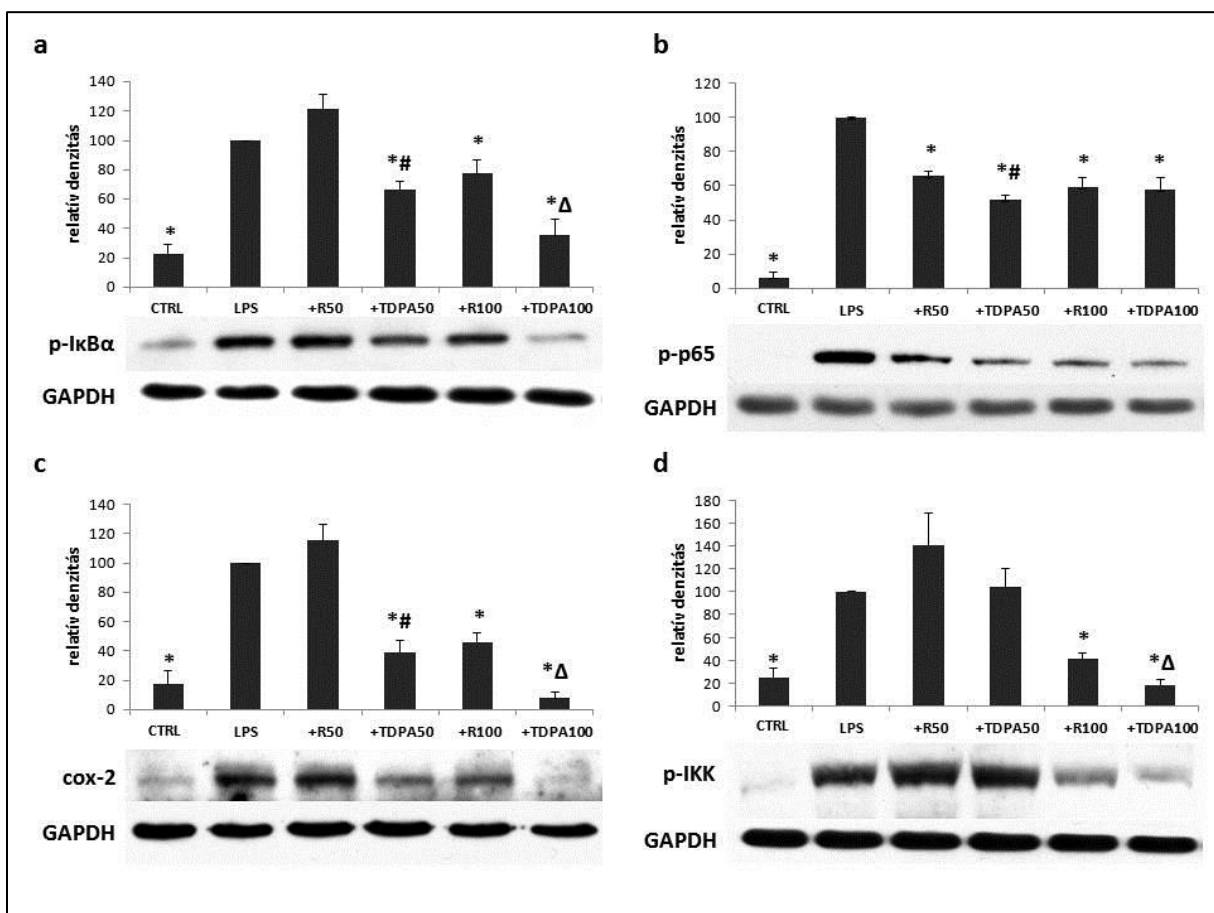 a
140
120
100
80
60
40
20
0
relatív denzitás
*
*#
*
*Δ
CTRL LPS +R50 +TDPA50 +R100 +TDPA100
p-IκBα
GAPDH
b
120
100
80
60
40
20
0
relatív denzitás
*
*
*#
*
*
CTRL LPS +R50 +TDPA50 +R100 +TDPA100
p-p65
GAPDH
c
140
120
100
80
60
40
20
0
relatív denzitás
*
*#
*
*Δ
CTRL LPS +R50 +TDPA50 +R100 +TDPA100
cox-2
GAPDH
d
180
160
140
120
100
80
60
40
20
0
relatív denzitás
*
*
*Δ
CTRL LPS +R50 +TDPA50 +R100 +TDPA100
p-IKK
GAPDH